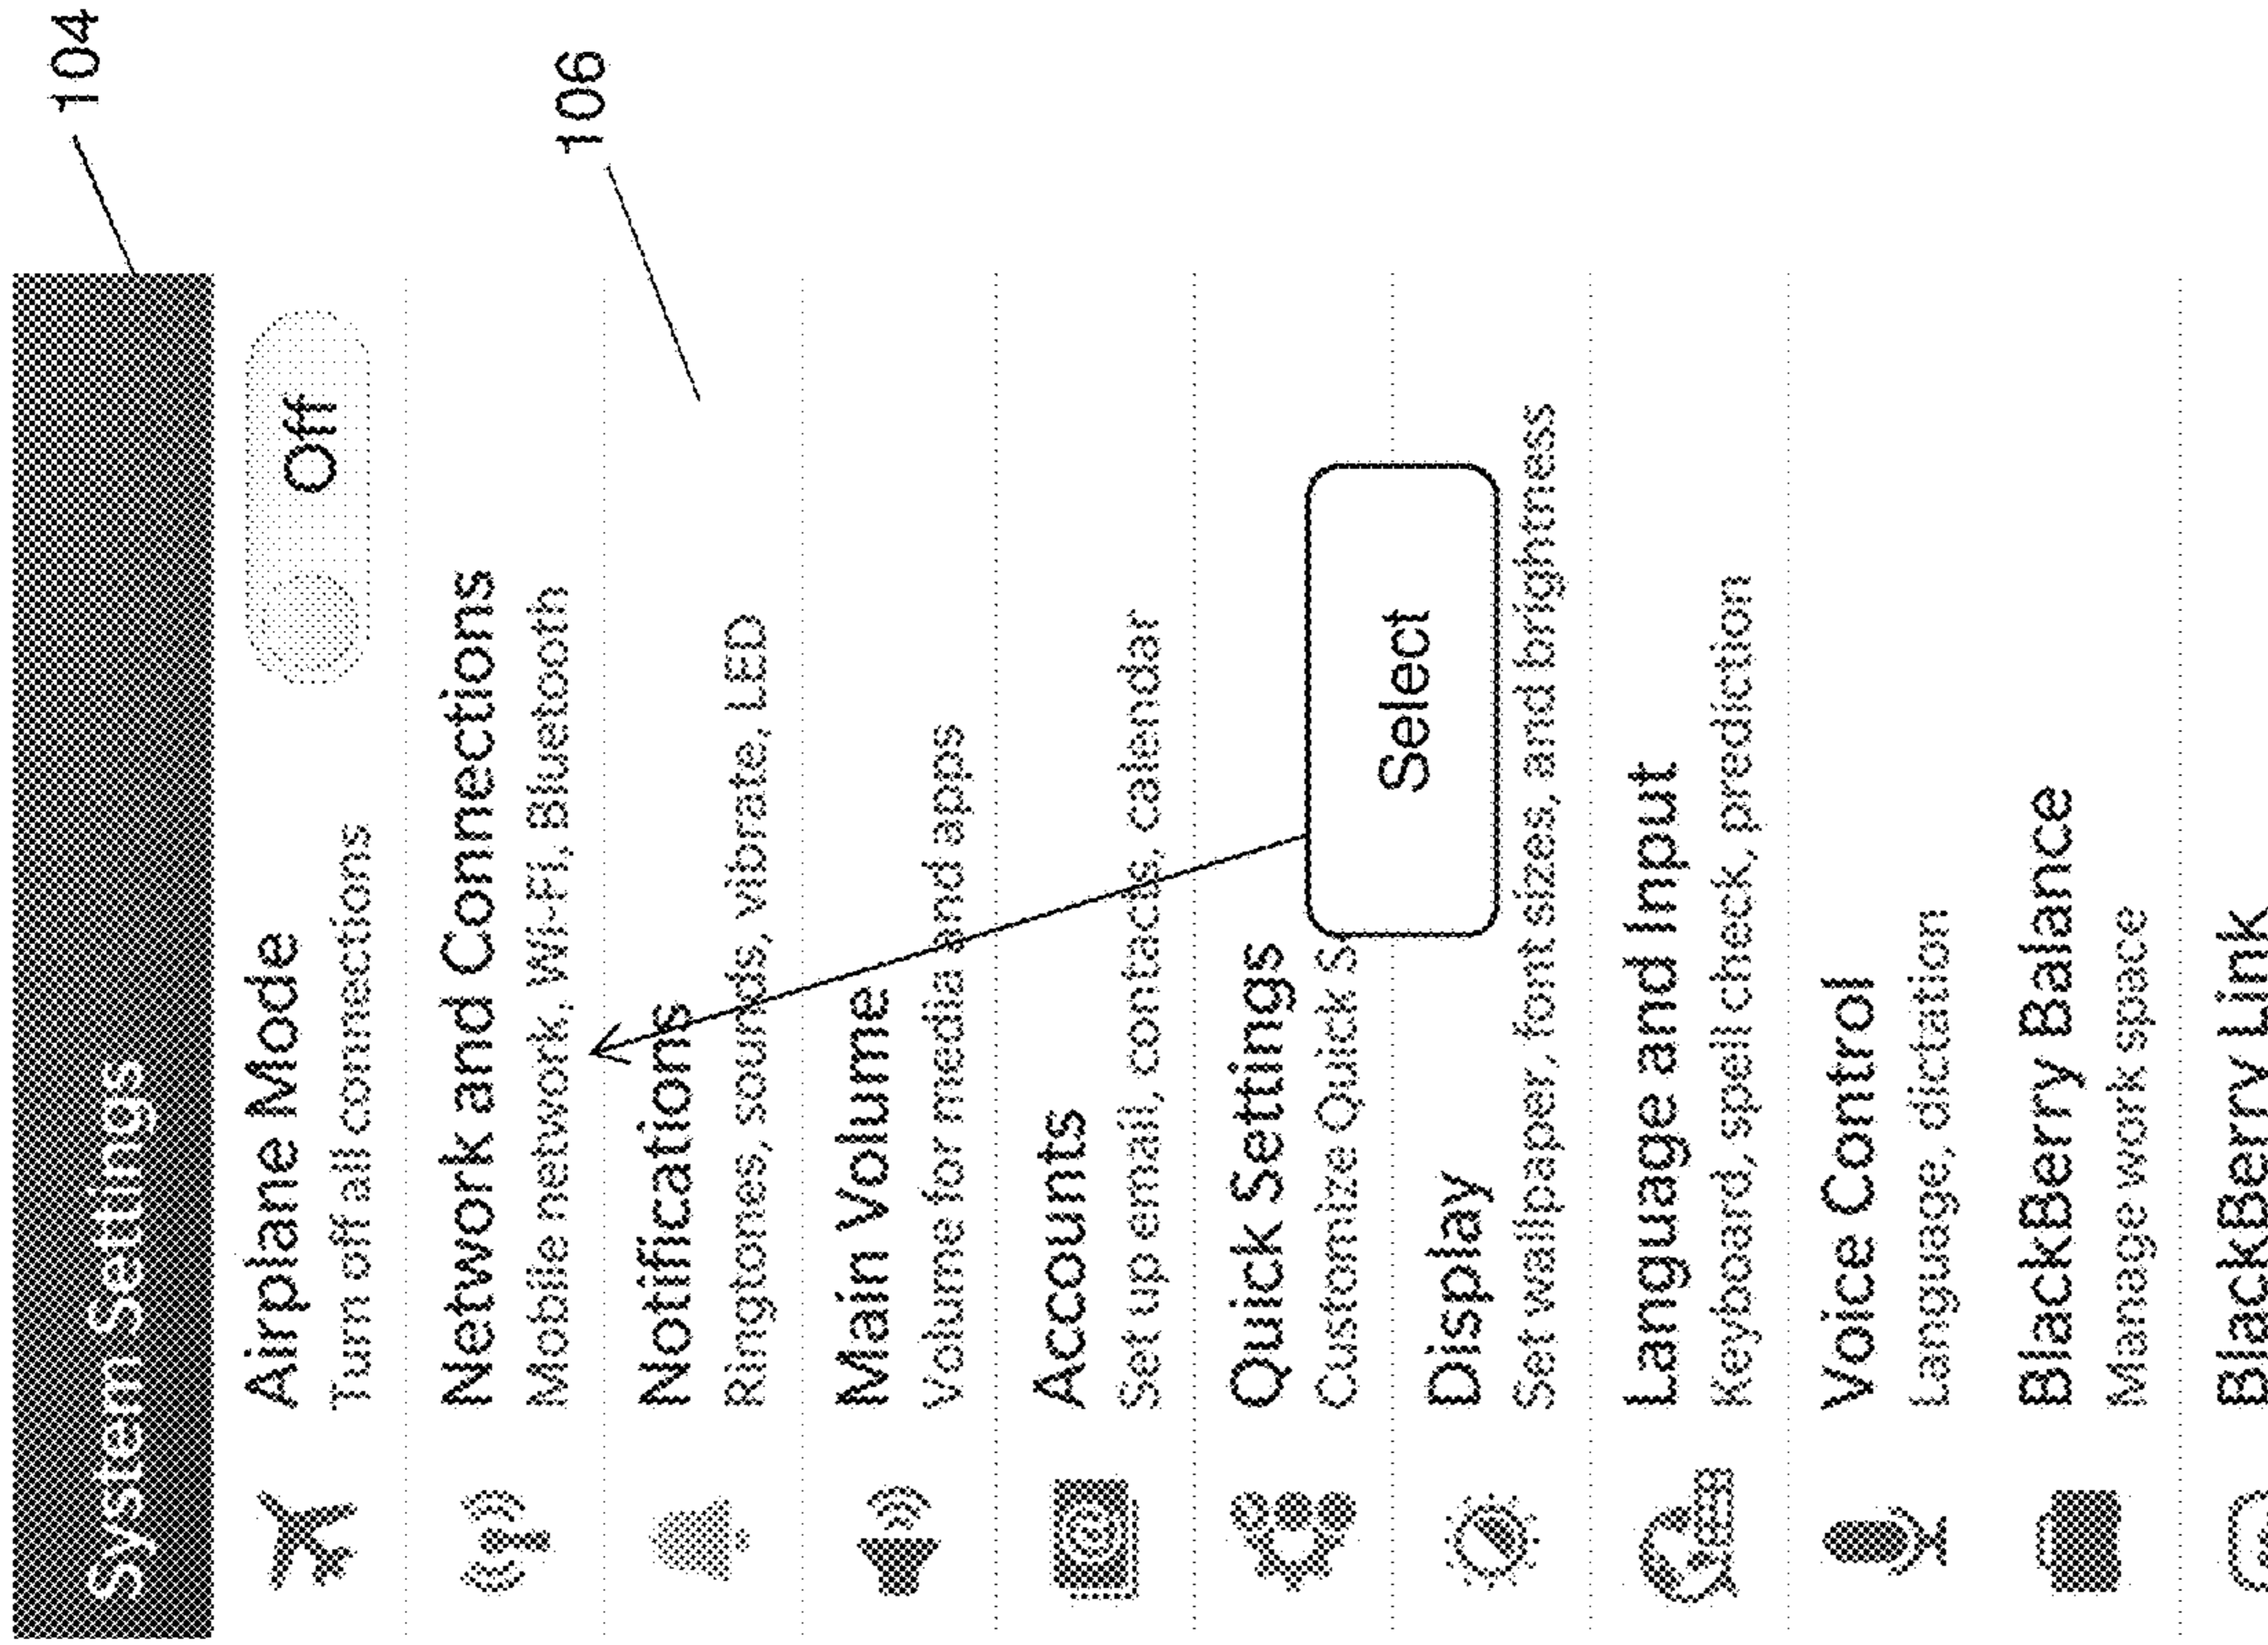 104
System Settings
Airplane Mode
Turn off all connections
Off
Network and Connections
Mobile network, Wi-Fi, Bluetooth
106
Notifications
Ringtones, sounds, vibrate, LED
Main Volume
Volume for media and apps
Accounts
Set up email, contacts, calendar
Quick Settings
Customize Quick S
Select
Display
Set wallpaper, font sizes, and brightness
Language and Input
Keyboard, spell check, prediction
Voice Control
Language, dictation
BlackBerry Balance
Manage work space
BlackBerry Link